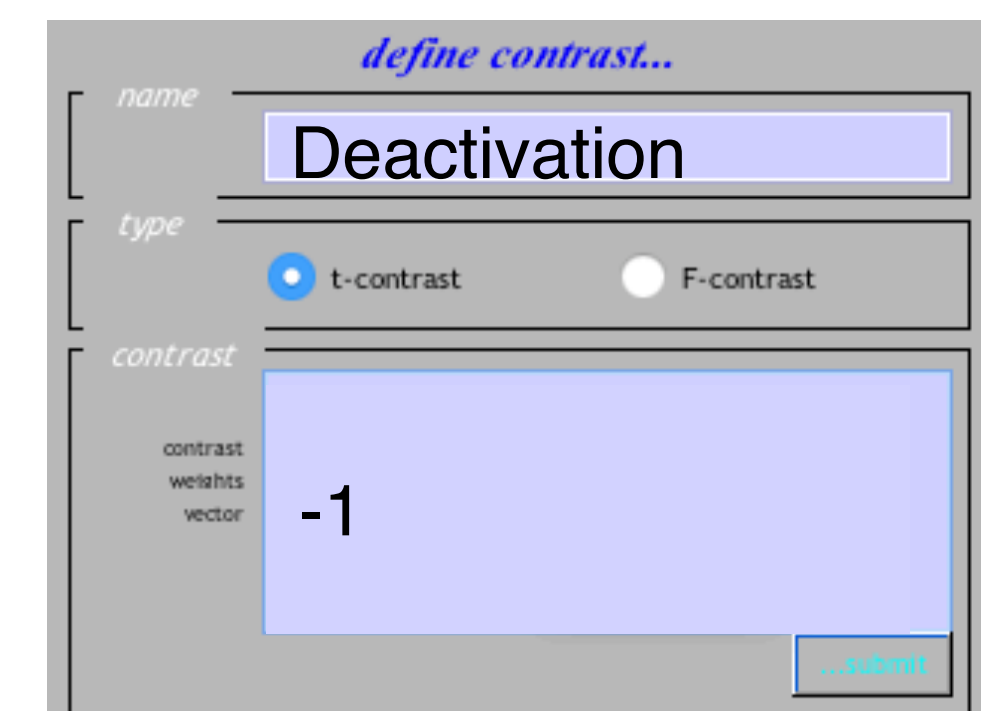 define contrast...
name
Deactivation
type
t-contrast
F-contrast
contrast
contrast
weights
vector
-1
...submit